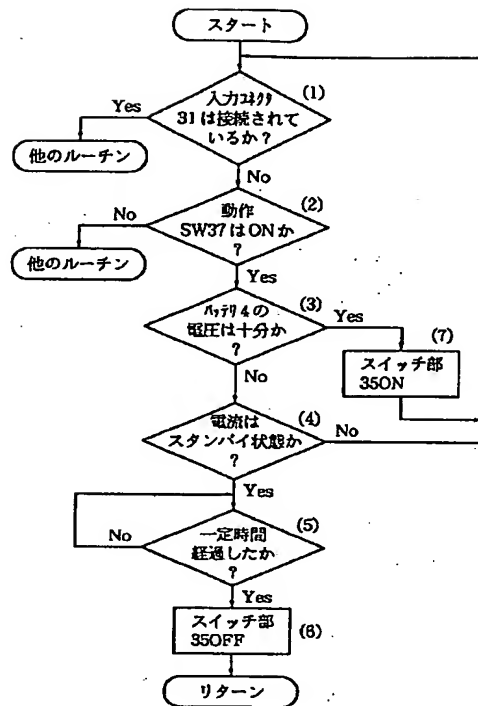 スタート
(1)
入力コネクタ
31は接続されて
いるか?
Yes
他のルーチン
No
(2)
動作
SW37はONか
?
No
他のルーチン
Yes
(3)
バッテリ4の
電圧は十分か
?
Yes
(7)
スイッチ部
35ON
No
(4)
電流は
スタンバイ状態か
?
No
Yes
(5)
一定時間
経過したか
?
No
Yes
スイッチ部
35OFF
(6)
リターン